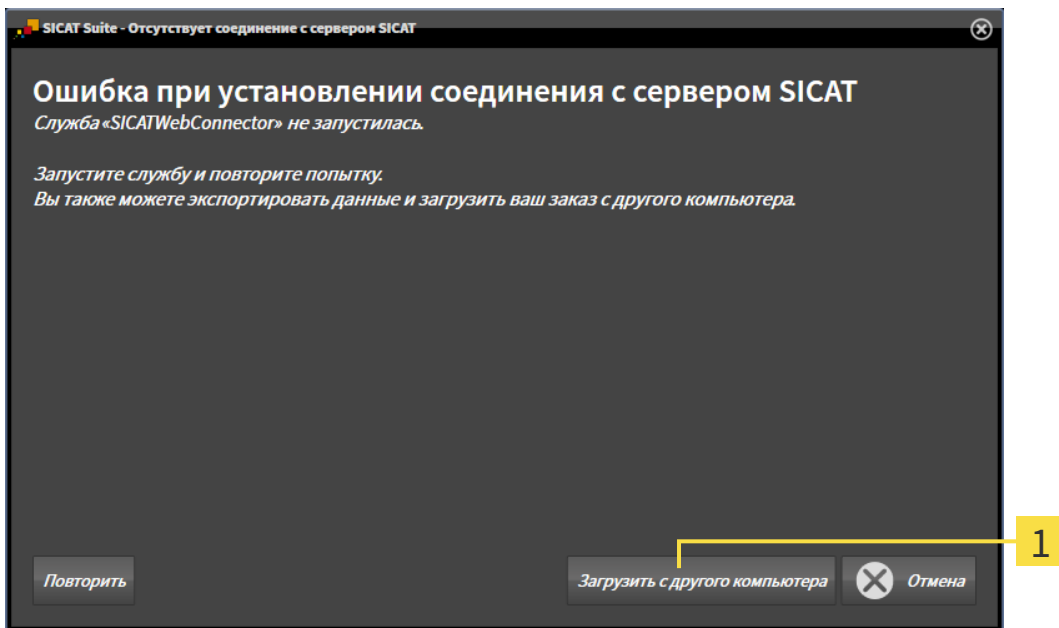 SICAT Suite - Отсутствует соединение с сервером SICAT
Ошибка при установлении соединения с сервером SICAT
Служба «SICATWebConnector» не запустилась.
Запустите службу и повторите попытку.
Вы также можете экспортировать данные и загрузить ваш заказ с другого компьютера.
1
Повторить
Загрузить с другого компьютера
Отмена